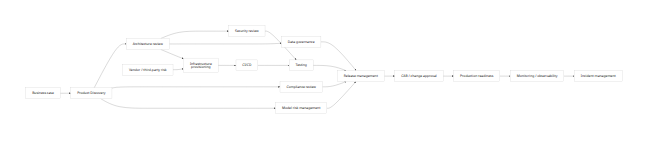 Security review
Architecture review
Data governance
Infrastructure
provisioning
CI/CD
Testing
Vendor / third-party risk
Release management
CAB / change approval
Production readiness
Monitoring / observability
Incident management
Business case
Product Discovery
Compliance review
Model risk management